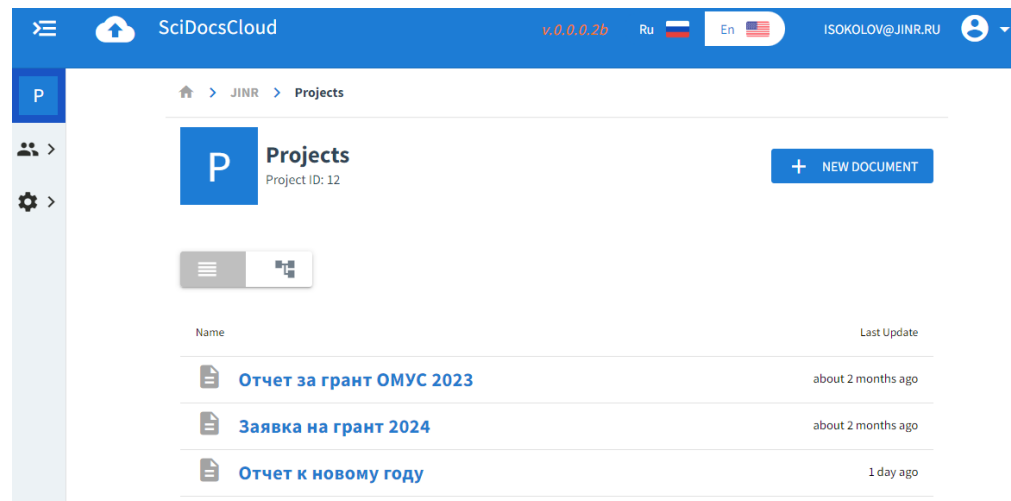 SciDocsCloud v.0.0.0.2b Ru En ISOKOLOV@JINR.RU
P JINR Projects
P Projects
Project ID: 12
NEW DOCUMENT
Name Last Update
Отчет за грант ОМУС 2023 about 2 months ago
Заявка на грант 2024 about 2 months ago
Отчет к новому году 1 day ago